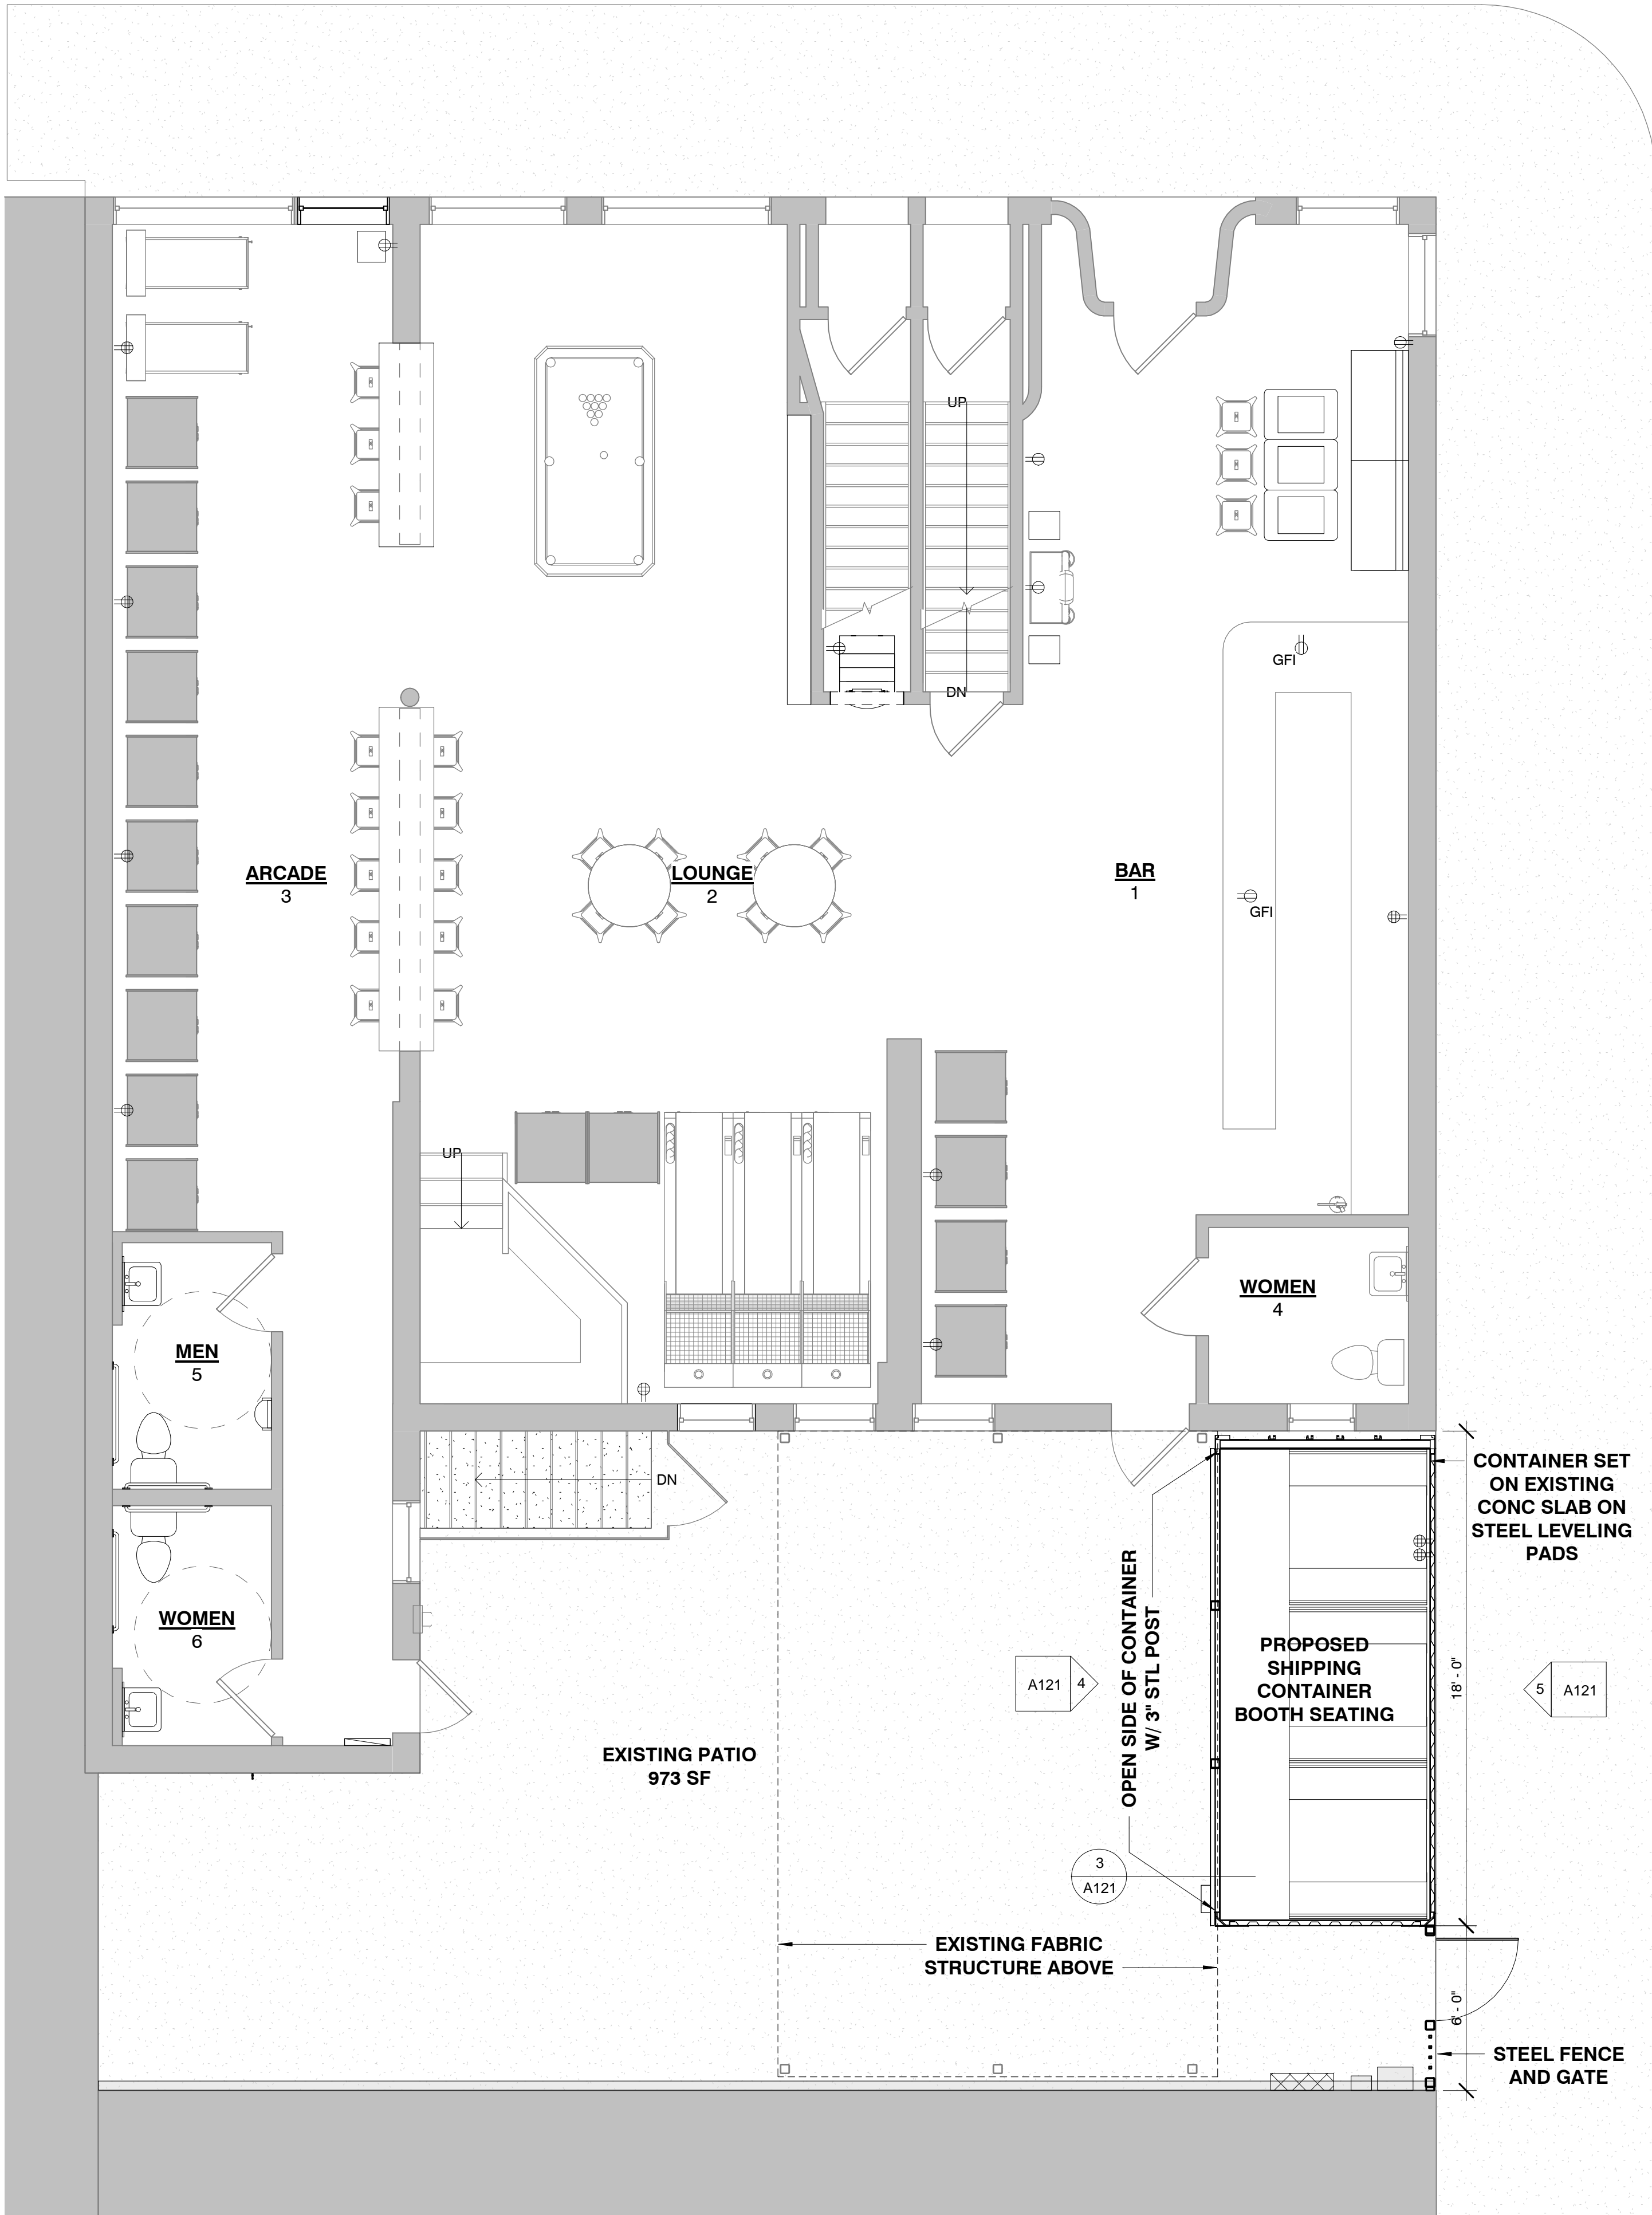 UP
GFI
DN
ARCADE
3
LOUNGE
2
BAR
1
GFI
UP
WOMEN
4
MEN
5
DN
CONTAINER SET
ON EXISTING
CONC SLAB ON
STEEL LEVELING
PADS
OPEN SIDE OF CONTAINER
W/ 3" STL POST
WOMEN
6
PROPOSED
SHIPPING
CONTAINER
BOOTH SEATING
18' - 0"
A121
4
5
A121
EXISTING PATIO
973 SF
3
A121
EXISTING FABRIC
STRUCTURE ABOVE
6' - 0"
STEEL FENCE
AND GATE